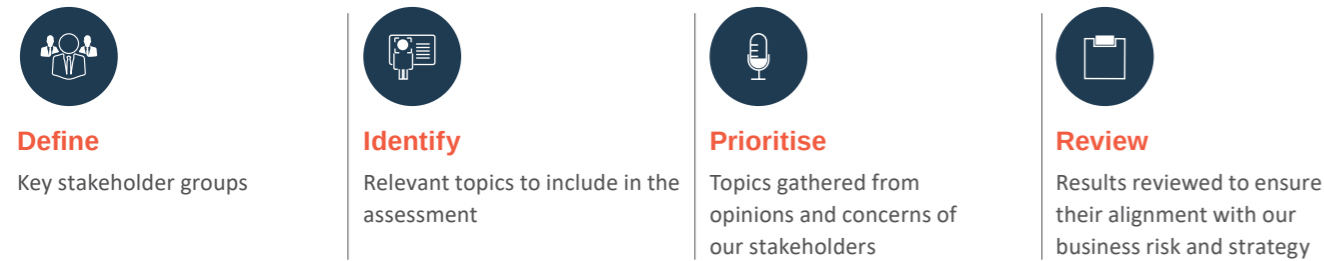 Define
Key stakeholder groups
Identify
Relevant topics to include in the
assessment
Prioritise
Topics gathered from
opinions and concerns of
our stakeholders
Review
Results reviewed to ensure
their alignment with our
business risk and strategy